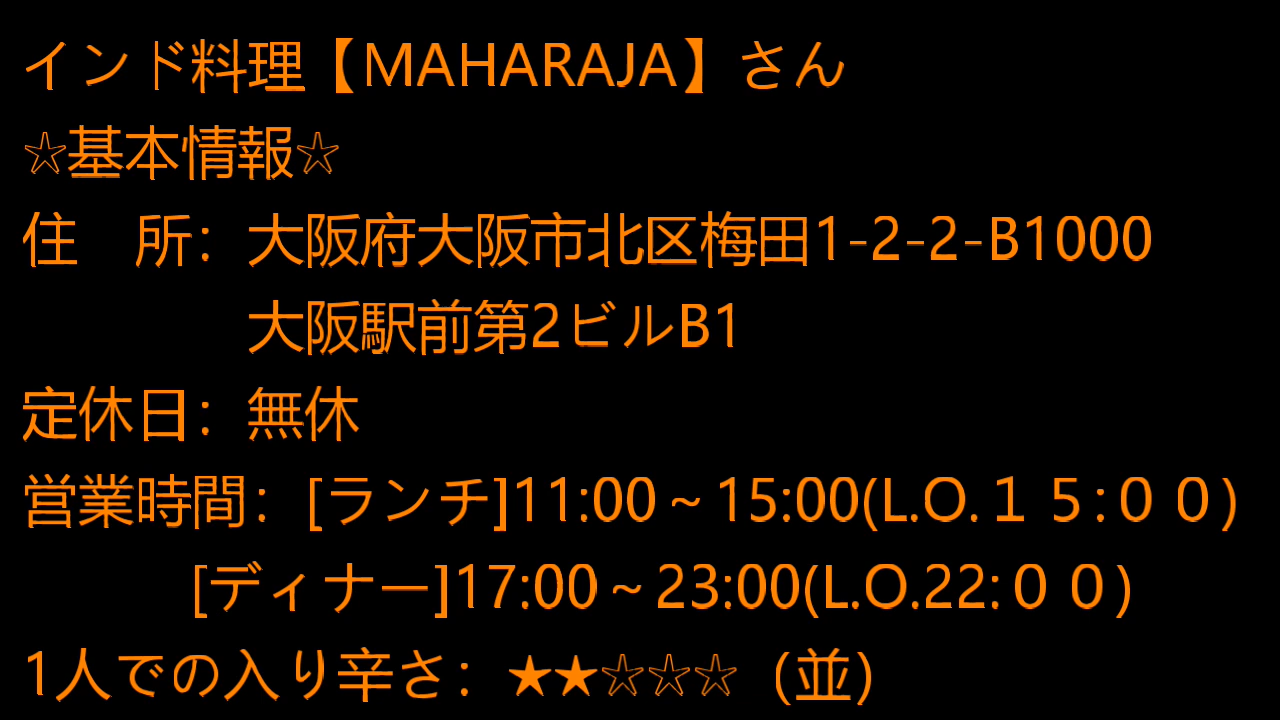 インド料理【MAHARAJA】さん
☆基本情報☆
住　所：大阪府大阪市北区梅田1-2-2-B1000
大阪駅前第2ビルB1
定休日：無休
営業時間：[ランチ]11:00～15:00(L.O.１５:００)
[ディナー]17:00～23:00(L.O.22:００)
1人での入り辛さ：★★☆☆☆（並）